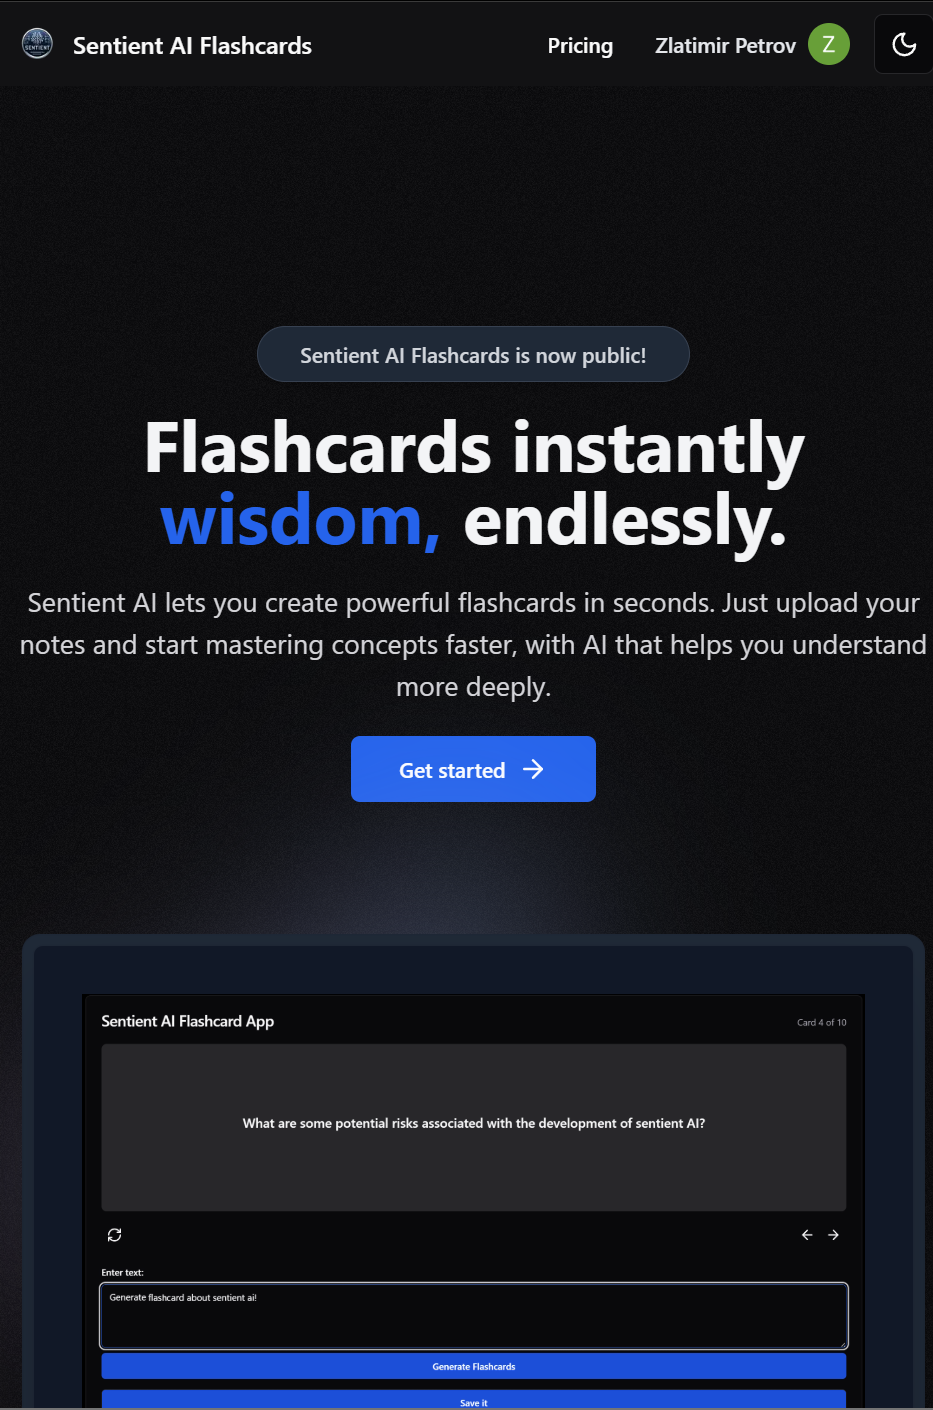 SENTIENT
Sentient AI Flashcards
Pricing
Zlatimir Petrov
Z
Sentient AI Flashcards is now public!
Flashcards instantly
wisdom, endlessly.
Sentient AI lets you create powerful flashcards in seconds. Just upload your
notes and start mastering concepts faster, with AI that helps you understand
more deeply.
Get started
Sentient AI Flashcard App
Card 4 of 10
What are some potential risks associated with the development of sentient AI?
Enter text:
Generate flashcard about sentient ai!
Generate Flashcards
Save it